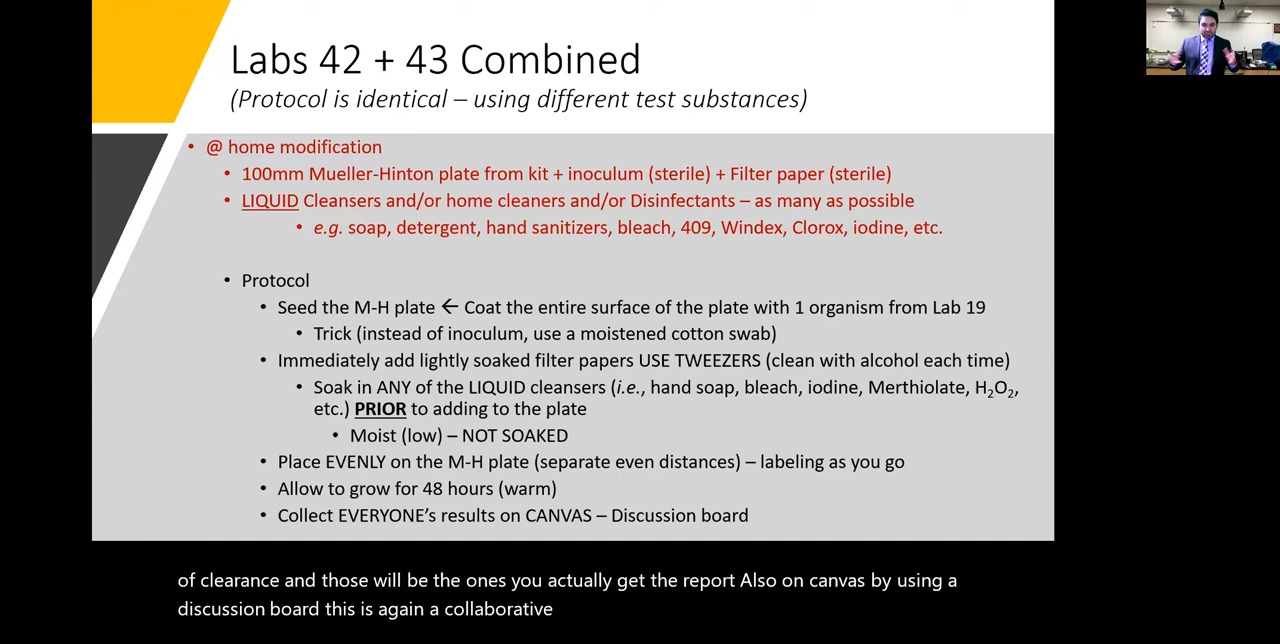 Labs 42 + 43 Combined
(Protocol is identical – using different test substances)
• @ home modification
• 100mm Mueller-Hinton plate from kit + inoculum (sterile) + Filter paper (sterile)
• LIQUID Cleansers and/or home cleaners and/or Disinfectants – as many as possible
• e.g. soap, detergent, hand sanitizers, bleach, 409, Windex, Clorox, iodine, etc.
• Protocol
• Seed the M-H plate ← Coat the entire surface of the plate with 1 organism from Lab 19
• Trick (instead of inoculum, use a moistened cotton swab)
• Immediately add lightly soaked filter papers USE TWEEZERS (clean with alcohol each time)
• Soak in ANY of the LIQUID cleansers (i.e., hand soap, bleach, iodine, Merthiolate, H₂O₂,
etc.) PRIOR to adding to the plate
• Moist (low) – NOT SOAKED
• Place EVENLY on the M-H plate (separate even distances) – labeling as you go
• Allow to grow for 48 hours (warm)
• Collect EVERYONE's results on CANVAS – Discussion board
of clearance and those will be the ones you actually get the report Also on canvas by using a
discussion board this is again a collaborative